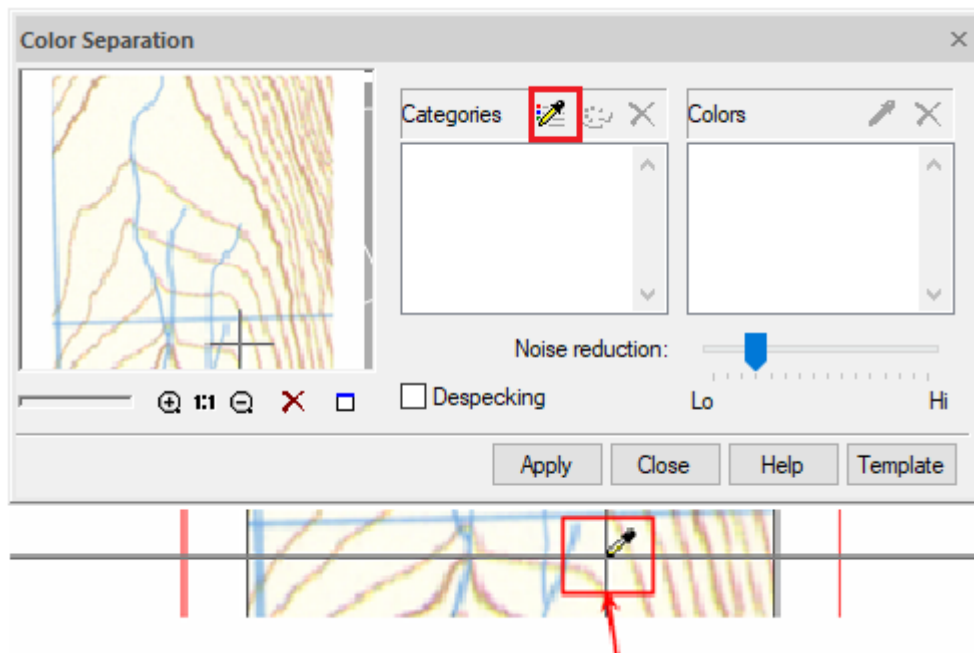 Color Separation
Categories
Colors
Noise reduction:
1:1
Despecking
Lo
Hi
Apply
Close
Help
Template